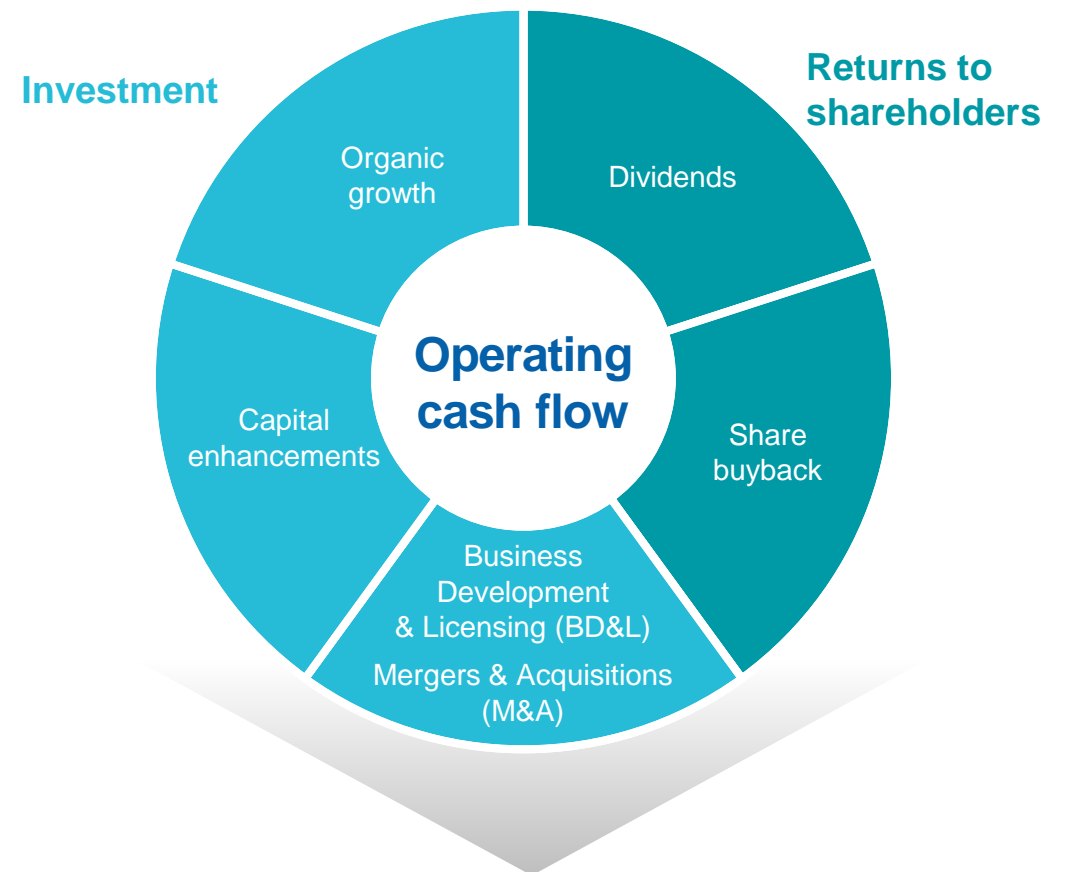 Investment
Returns to
shareholders
Organic
growth
Dividends
Operating
cash flow
Capital
enhancements
Share
buyback
Business
Development
& Licensing (BD&L)
Mergers & Acquisitions
(M&A)